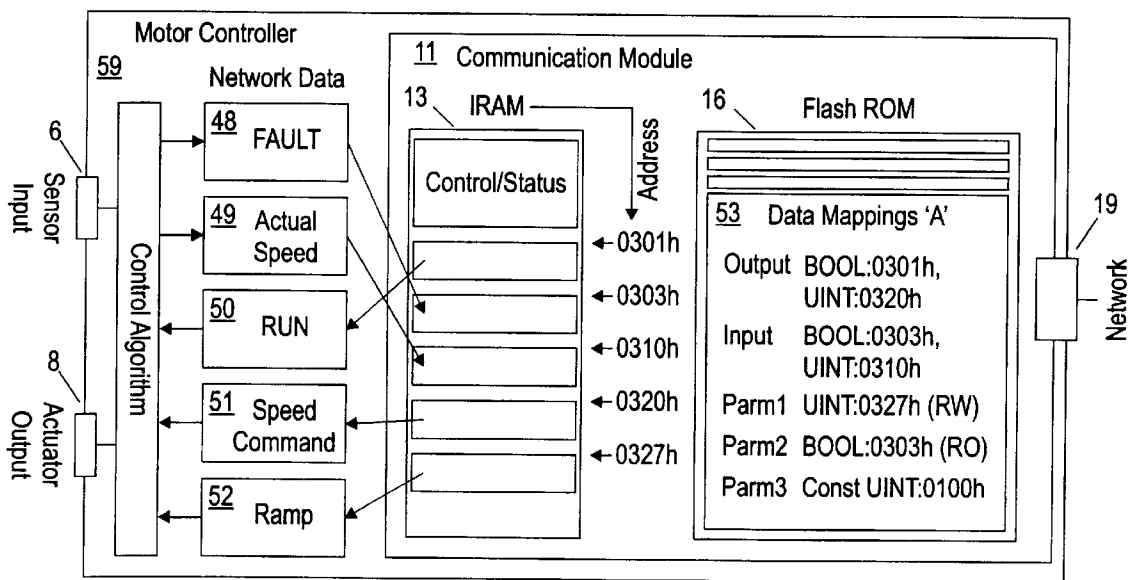 Motor Controller
59
11 Communication Module
Network Data
13
IRAM
16
Flash ROM
6
Sensor
Input
48
FAULT
Control/Status
Address
19
53 Data Mappings 'A'
49 Actual
Speed
0301h
Output BOOL:0301h,
UINT:0320h
Control Algorithm
50
RUN
0303h
Input BOOL:0303h,
UINT:0310h
Network
0310h
8
Actuator
Output
51 Speed
Command
0320h
Parm1 UINT:0327h (RW)
0327h
Parm2 BOOL:0303h (RO)
52
Ramp
Parm3 Const UINT:0100h